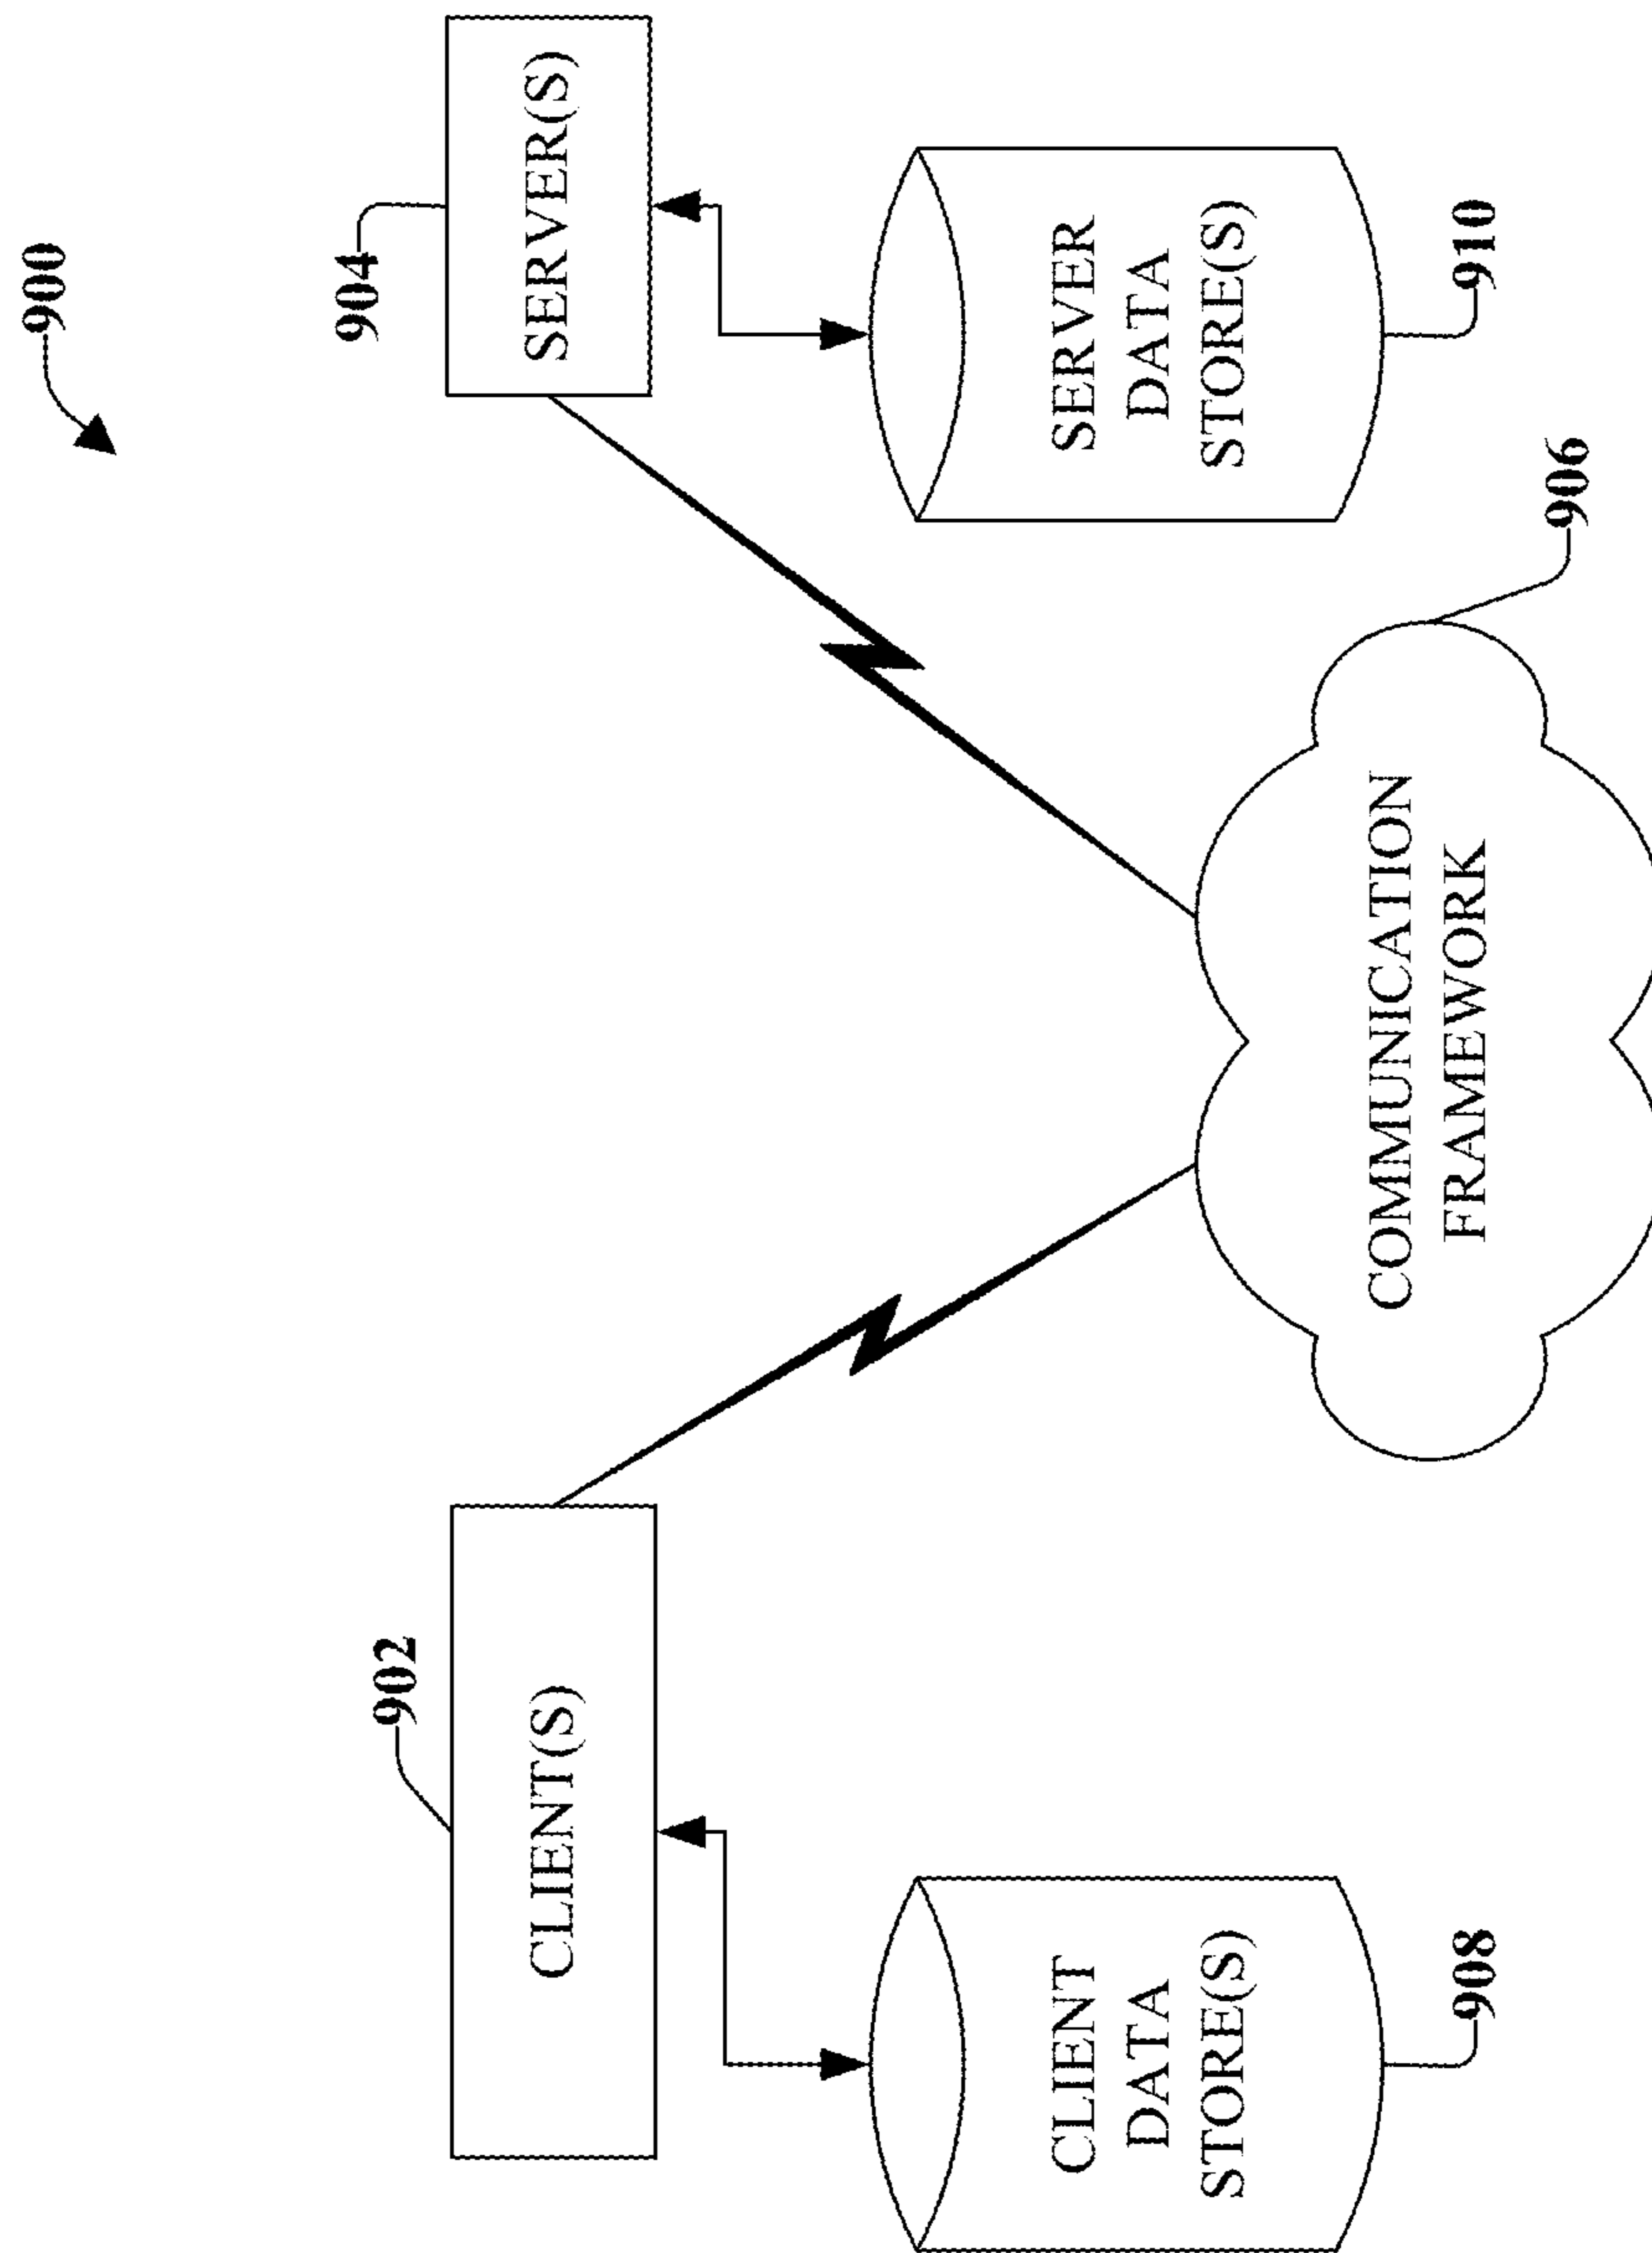 900
902
CLIENT(S)
904
SERVER(S)
CLIENT
DATA
STORE(S)
908
COMMUNICATION
FRAMEWORK
906
SERVER
DATA
STORE(S)
910